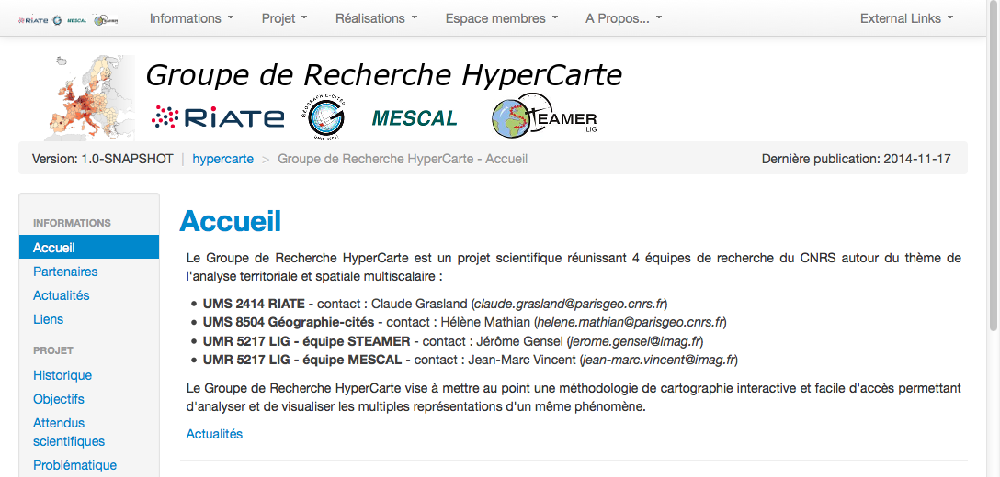 RIATE MESCAL STEAMER Informations Projet Réalisations Espace membres A Propos... External Links
Groupe de Recherche HyperCarte
RIATE GÉOGRAPHIE-CITÉS MESCAL STEAMER
LIG
Version: 1.0-SNAPSHOT | hypercarte > Groupe de Recherche HyperCarte - Accueil Dernière publication: 2014-11-17
INFORMATIONS
Accueil
Partenaires
Actualités
Liens
PROJET
Historique
Objectifs
Attendus
scientifiques
Problématique
Accueil
Le Groupe de Recherche HyperCarte est un projet scientifique réunissant 4 équipes de recherche du CNRS autour du thème de
l'analyse territoriale et spatiale multiscalaire :
• UMS 2414 RIATE - contact : Claude Grasland (claude.grasland@parisgeo.cnrs.fr)
• UMS 8504 Géographie-cités - contact : Hélène Mathian (helene.mathian@parisgeo.cnrs.fr)
• UMR 5217 LIG - équipe STEAMER - contact : Jérôme Gensel (jerome.gensel@imag.fr)
• UMR 5217 LIG - équipe MESCAL - contact : Jean-Marc Vincent (jean-marc.vincent@imag.fr)
Le Groupe de Recherche HyperCarte vise à mettre au point une méthodologie de cartographie interactive et facile d'accès permettant
d'analyser et de visualiser les multiples représentations d'un même phénomène.
Actualités